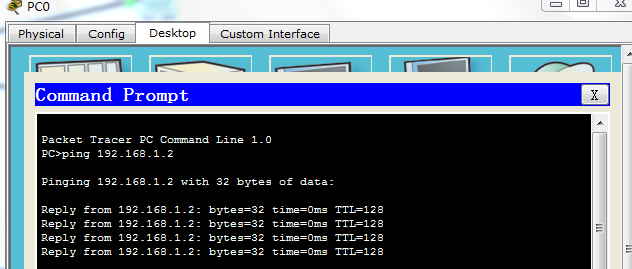 PC0
Physical Config Desktop Custom Interface
Command Prompt X
Packet Tracer PC Command Line 1.0
PC>ping 192.168.1.2
Pinging 192.168.1.2 with 32 bytes of data:
Reply from 192.168.1.2: bytes=32 time=0ms TTL=128
Reply from 192.168.1.2: bytes=32 time=0ms TTL=128
Reply from 192.168.1.2: bytes=32 time=0ms TTL=128
Reply from 192.168.1.2: bytes=32 time=0ms TTL=128